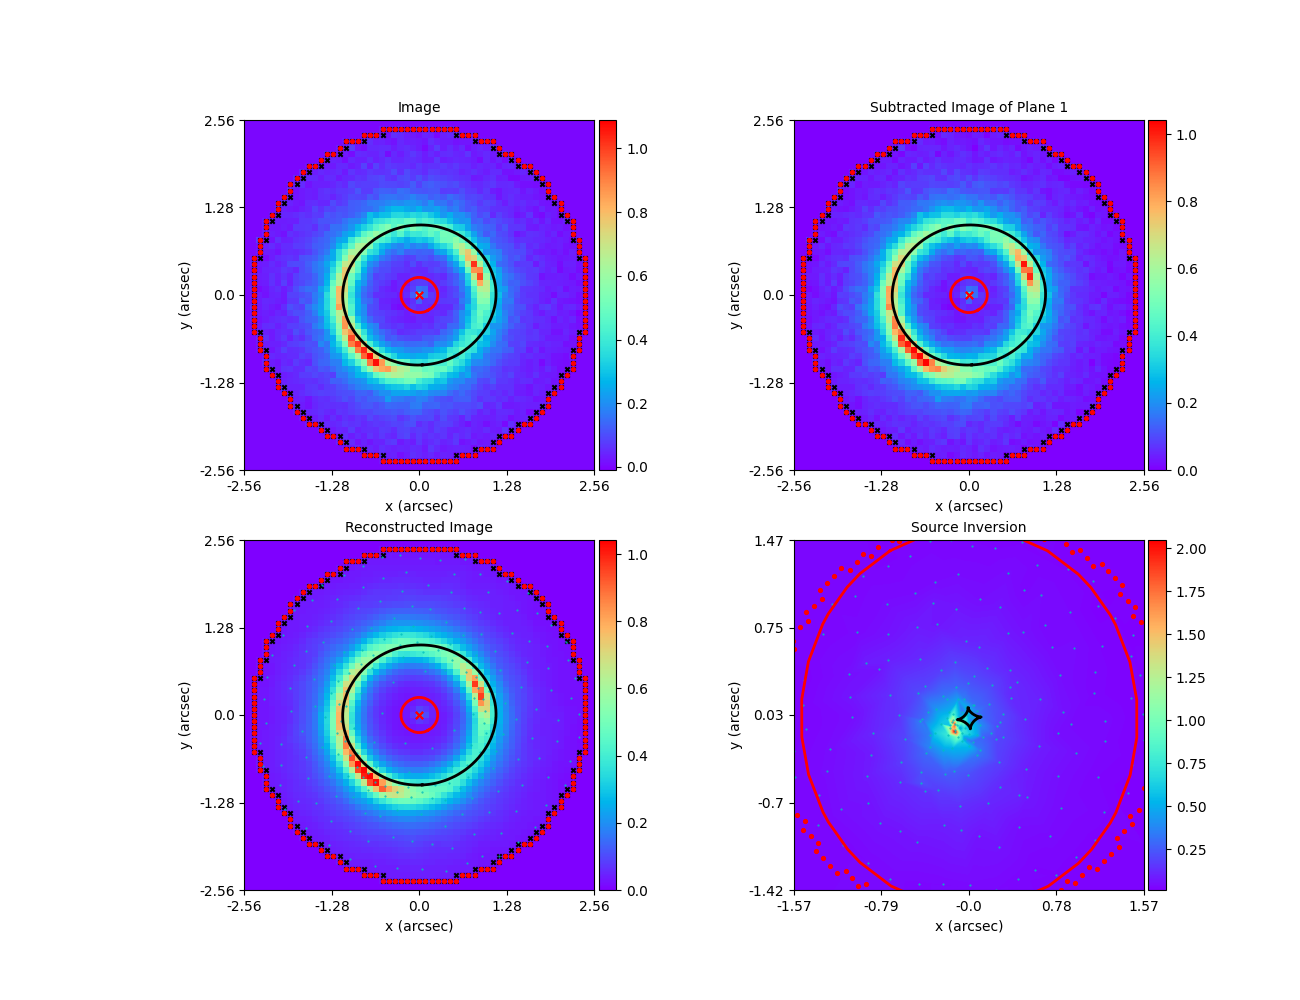 Image
2.56
1.28
0.0
-1.28
-2.56
y (arcsec)
-2.56 -1.28 0.0 1.28 2.56
x (arcsec)
1.0
0.8
0.6
0.4
0.2
0.0
Subtracted Image of Plane 1
2.56
1.28
0.0
-1.28
-2.56
y (arcsec)
-2.56 -1.28 0.0 1.28 2.56
x (arcsec)
1.0
0.8
0.6
0.4
0.2
0.0
Reconstructed Image
2.56
1.28
0.0
-1.28
-2.56
y (arcsec)
-2.56 -1.28 0.0 1.28 2.56
x (arcsec)
1.0
0.8
0.6
0.4
0.2
0.0
Source Inversion
1.47
0.75
0.03
-0.7
-1.42
y (arcsec)
-1.57 -0.79 -0.0 0.78 1.57
x (arcsec)
2.00
1.75
1.50
1.25
1.00
0.75
0.50
0.25